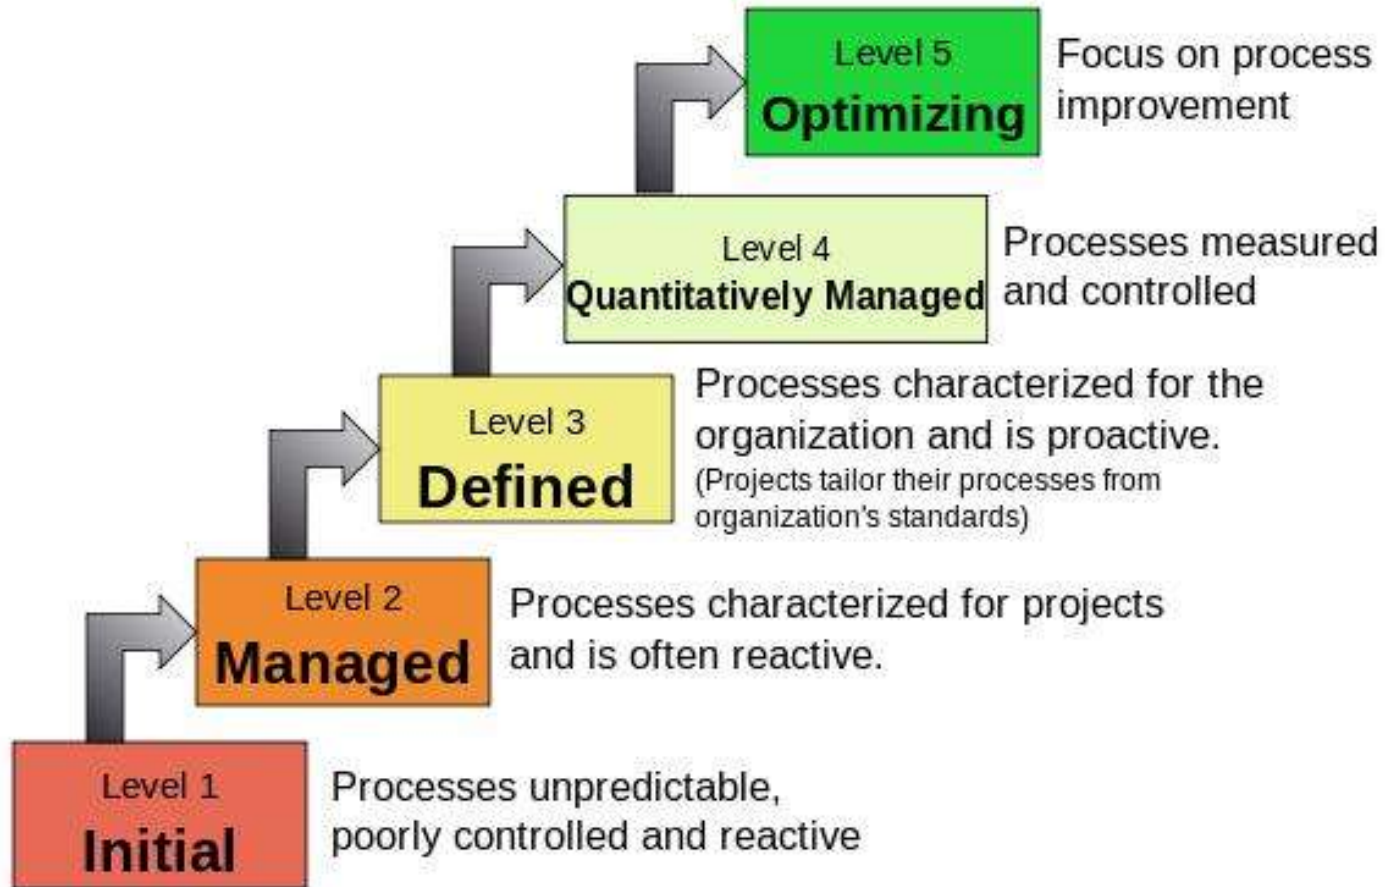 Level 5
Optimizing
Focus on process
improvement
Level 4
Quantitatively Managed
Processes measured
and controlled
Level 3
Defined
Processes characterized for the
organization and is proactive.
(Projects tailor their processes from
organization's standards)
Level 2
Managed
Processes characterized for projects
and is often reactive.
Level 1
Initial
Processes unpredictable,
poorly controlled and reactive